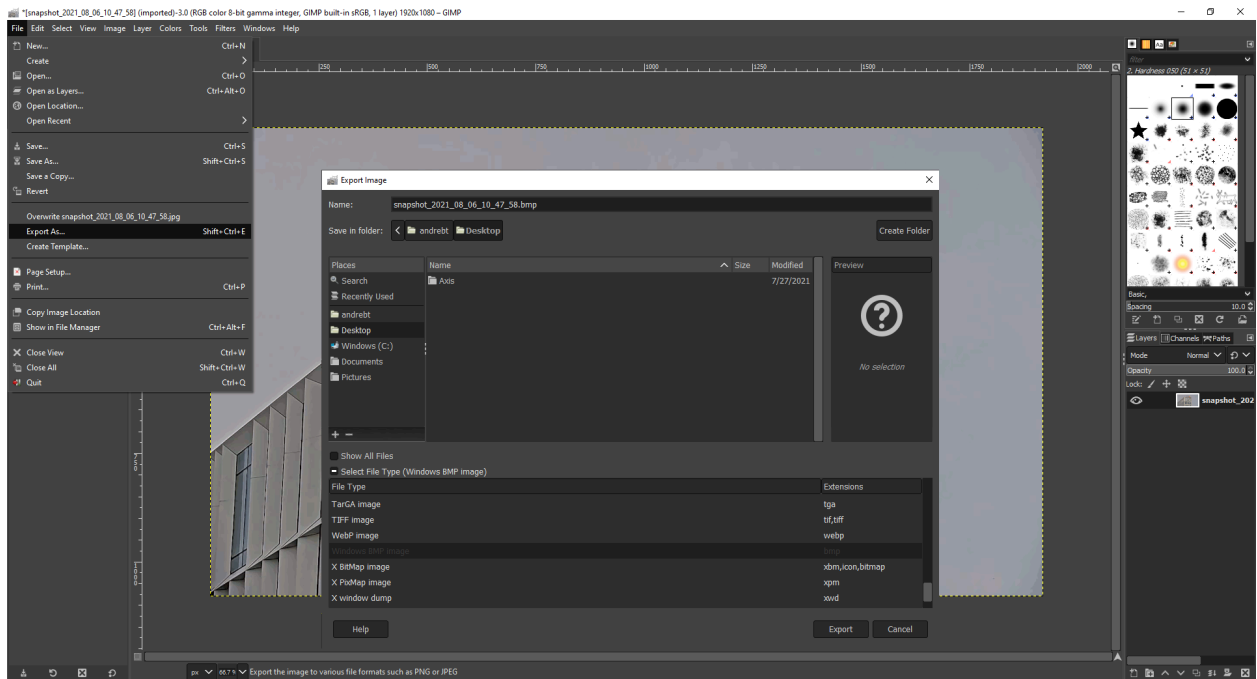 *[snapshot_2021_08_06_10_47_58] (imported)-3.0 (RGB color 8-bit gamma integer, GIMP built-in sRGB, 1 layer) 1920x1080 – GIMP
File Edit Select View Image Layer Colors Tools Filters Windows Help
New... Ctrl+N
Create
Open... Ctrl+O
Open as Layers... Ctrl+Alt+O
Open Location...
Open Recent
Save... Ctrl+S
Save As... Shift+Ctrl+S
Save a Copy...
Revert
Overwrite snapshot_2021_08_06_10_47_58.jpg
Export As... Shift+Ctrl+E
Create Template...
Page Setup...
Print... Ctrl+P
Copy Image Location
Show in File Manager Ctrl+Alt+F
Close View Ctrl+W
Close All Shift+Ctrl+W
Quit Ctrl+Q
250 500 750 1000 1250 1500 1750 2000
750
1000
Export Image
Name: snapshot_2021_08_06_10_47_58.bmp
Save in folder: andrebt Desktop Create Folder
Places
Search
Recently Used
andrebt
Desktop
Windows (C:)
Documents
Pictures
Name Size Modified
Axis 7/27/2021
Preview
No selection
Show All Files
Select File Type (Windows BMP image)
File Type Extensions
TarGA image tga
TIFF image tif,tiff
WebP image webp
Windows BMP image bmp
X BitMap image xbm,icon,bitmap
X PixMap image xpm
X window dump xwd
Help Export Cancel
px 66.7 % Export the image to various file formats such as PNG or JPEG
Aa
filter
2. Hardness 050 (51 × 51)
Basic,
Spacing 10.0
Layers Channels Paths
Mode Normal
Opacity 100.0
Lock:
snapshot_202